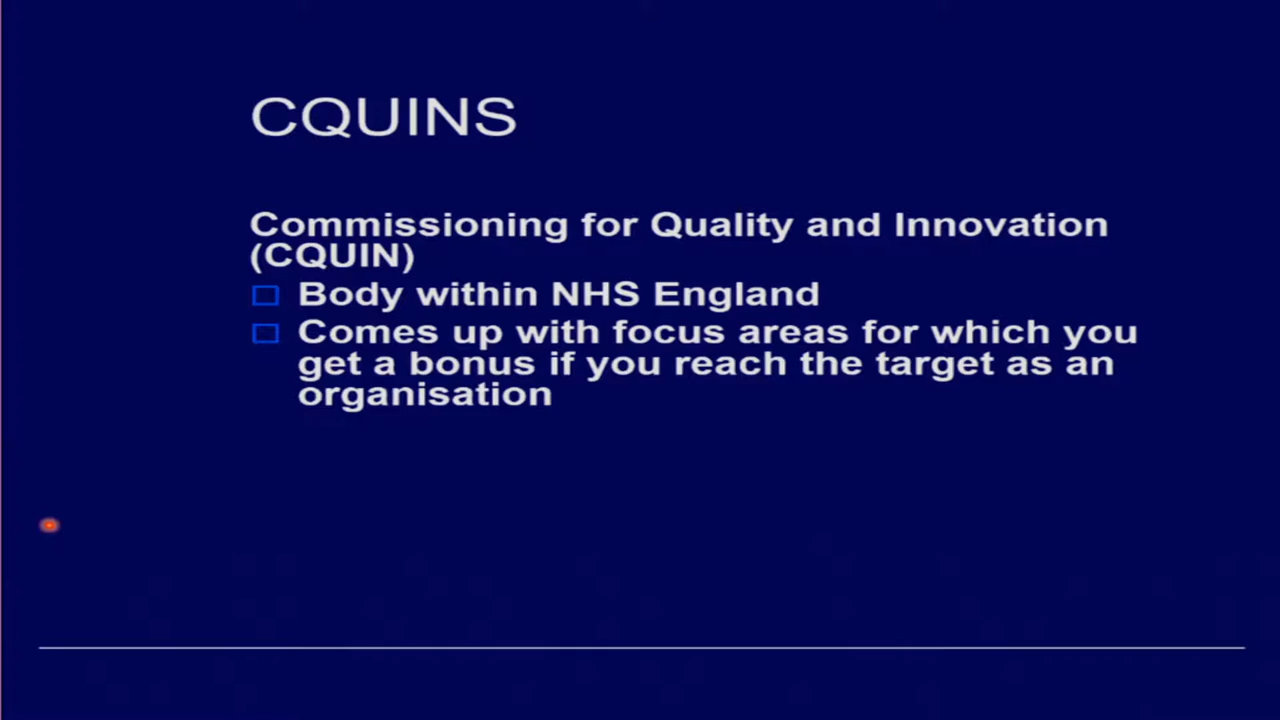 CQUINS
Commissioning for Quality and Innovation
(CQUIN)
Body within NHS England
Comes up with focus areas for which you
get a bonus if you reach the target as an
organisation